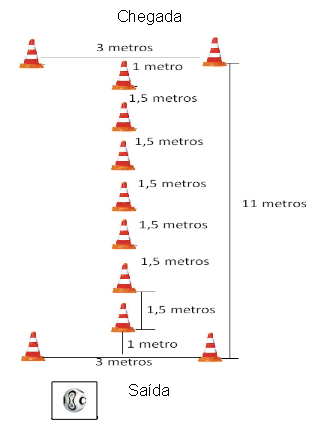 Chegada
3 metros
1 metro
1,5 metros
1,5 metros
1,5 metros
1,5 metros
11 metros
1,5 metros
1,5 metros
1 metro
3 metros
Saída